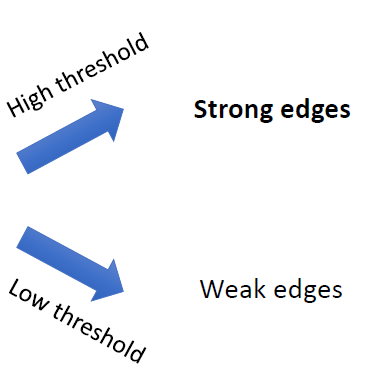 High threshold
Strong edges
Low threshold
Weak edges